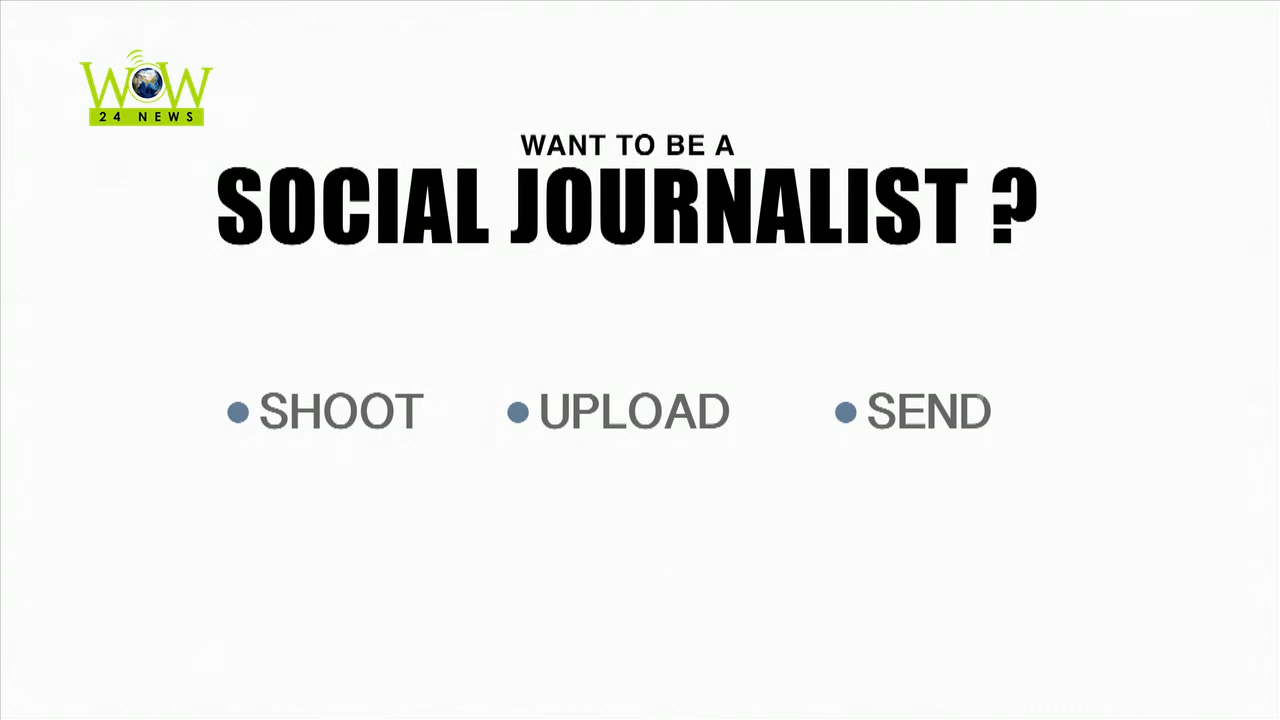 WOW
24 NEWS
WANT TO BE A
SOCIAL JOURNALIST ?
SHOOT UPLOAD SEND